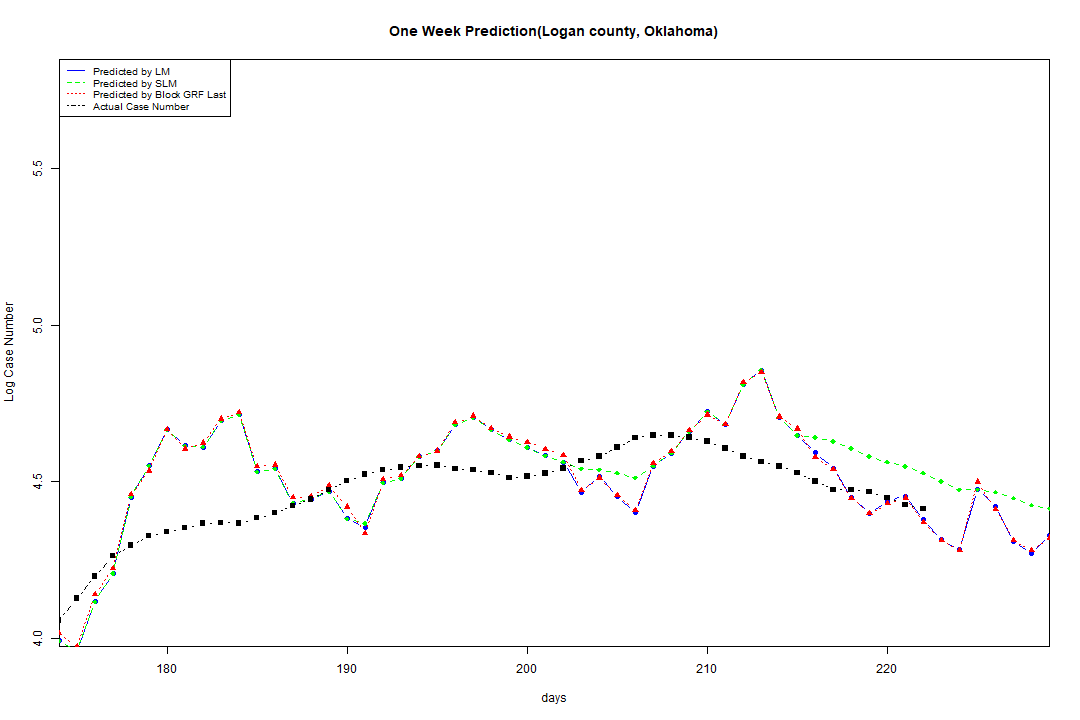 One Week Prediction(Logan county, Oklahoma)
Predicted by LM
Predicted by SLM
Predicted by Block GRF Last
Actual Case Number
5.5
5.0
4.5
4.0
Log Case Number
180 190 200 210 220
days